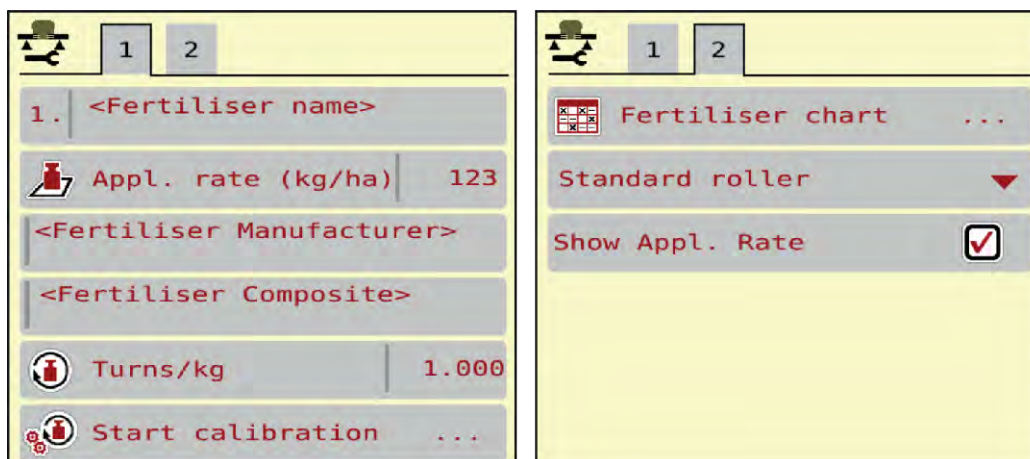 1 2
1. <Fertiliser name>
Appl. rate (kg/ha) 123
<Fertiliser Manufacturer>
<Fertiliser Composite>
Turns/kg 1.000
Start calibration ...
1 2
Fertiliser chart ...
Standard roller
Show Appl. Rate